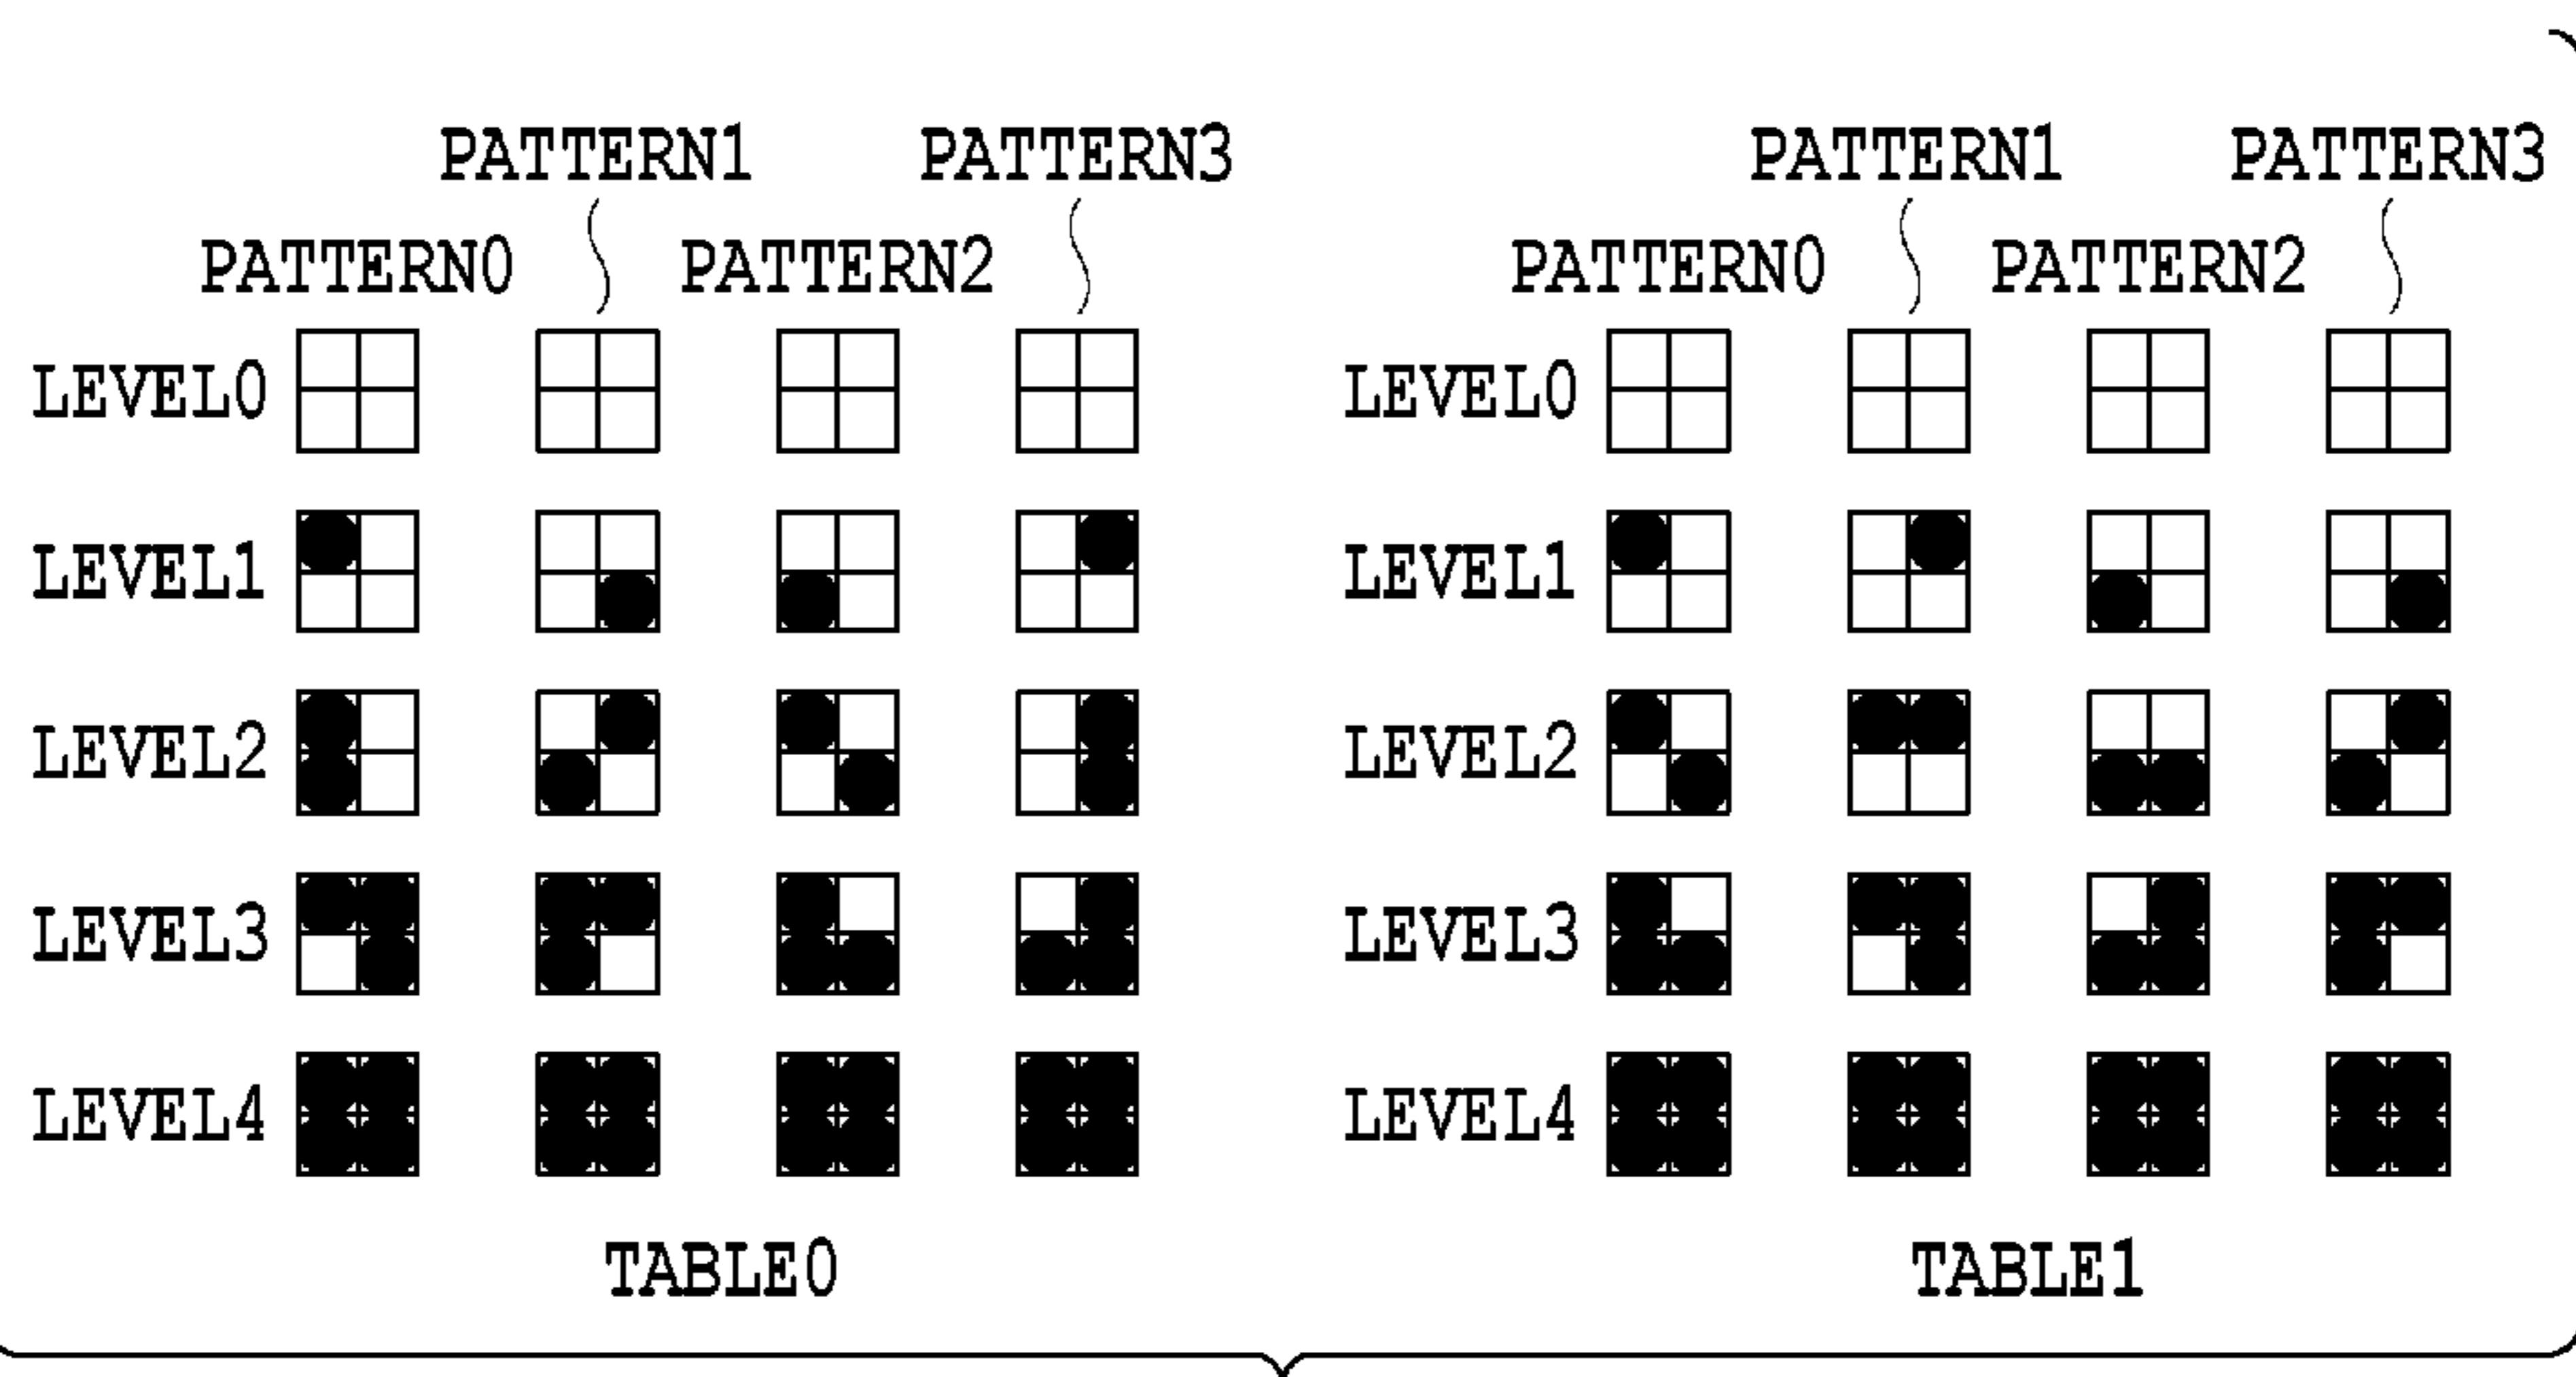 PATTERN1 PATTERN3 PATTERN1 PATTERN3
PATTERN0 PATTERN2 PATTERN0 PATTERN2
LEVEL0 LEVEL0
LEVEL1 LEVEL1
LEVEL2 LEVEL2
LEVEL3 LEVEL3
LEVEL4 LEVEL4
TABLE0 TABLE1